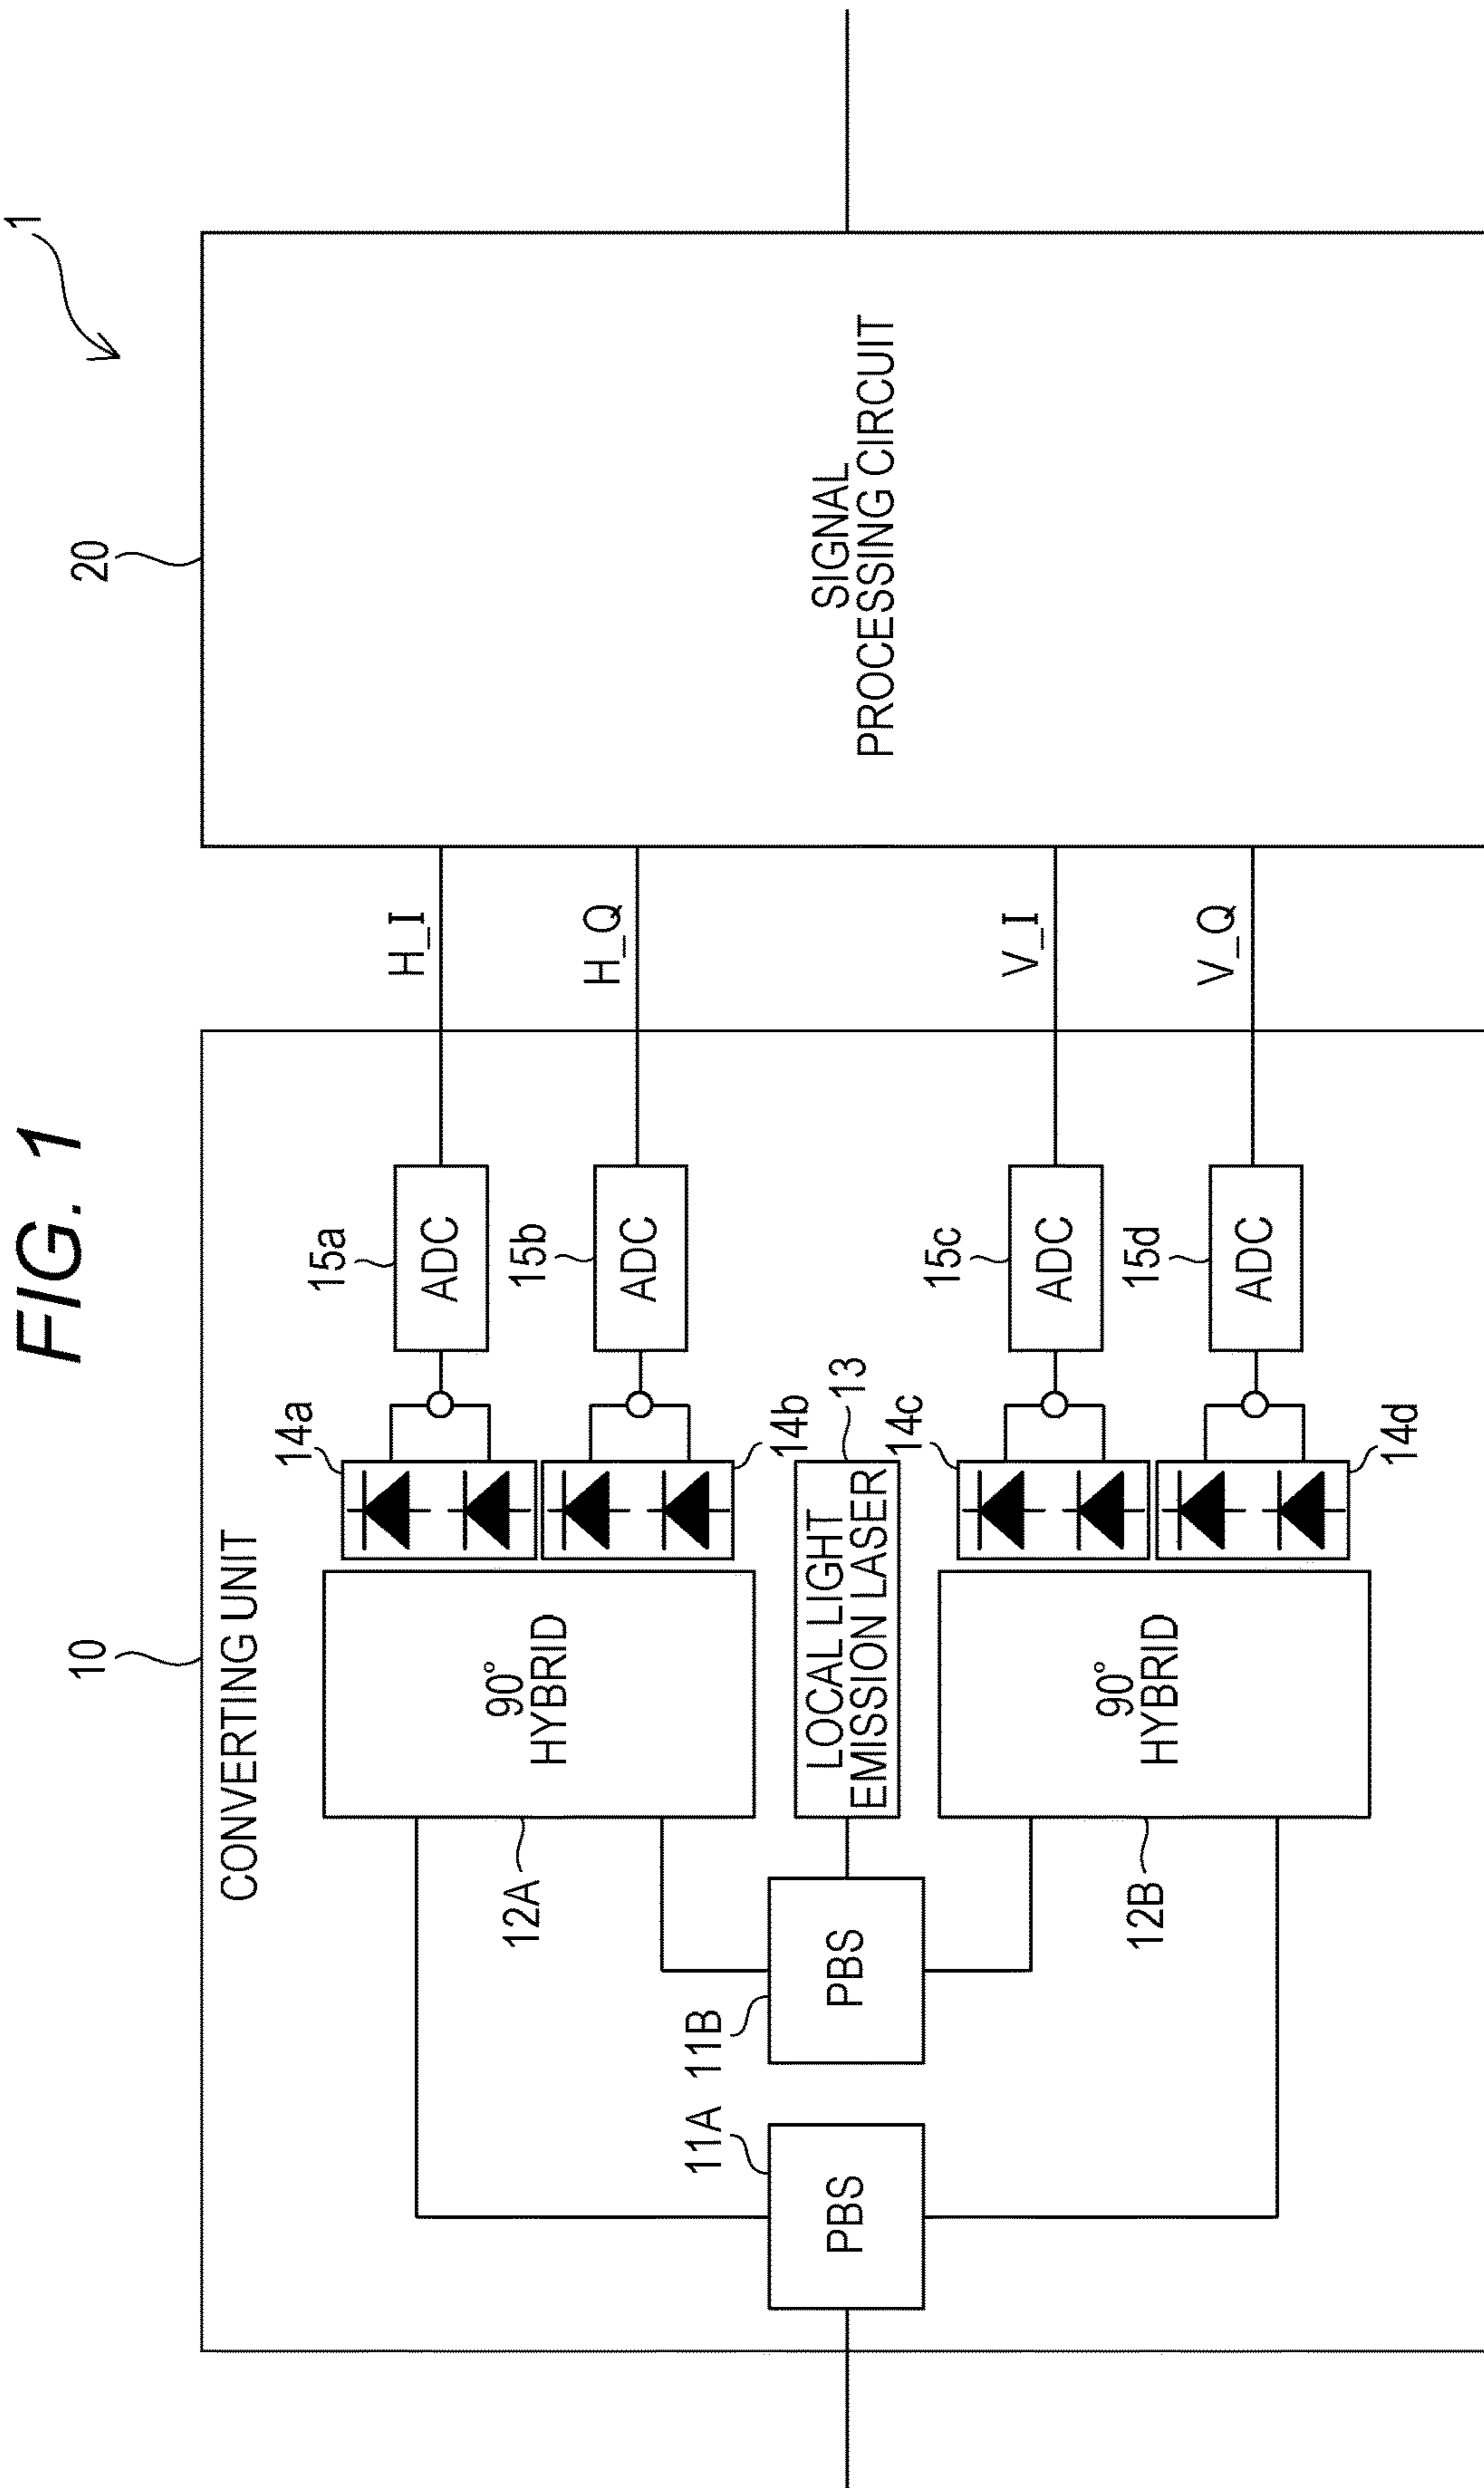 FIG. 1
1
10
CONVERTING UNIT
20
14a
15a
ADC
H_I
90°
HYBRID
12A
15b
ADC
H_Q
14b
11A
PBS
11B
PBS
LOCAL LIGHT
EMISSION LASER
13
SIGNAL
PROCESSING CIRCUIT
14c
15c
ADC
V_I
90°
HYBRID
12B
15d
ADC
V_Q
14d